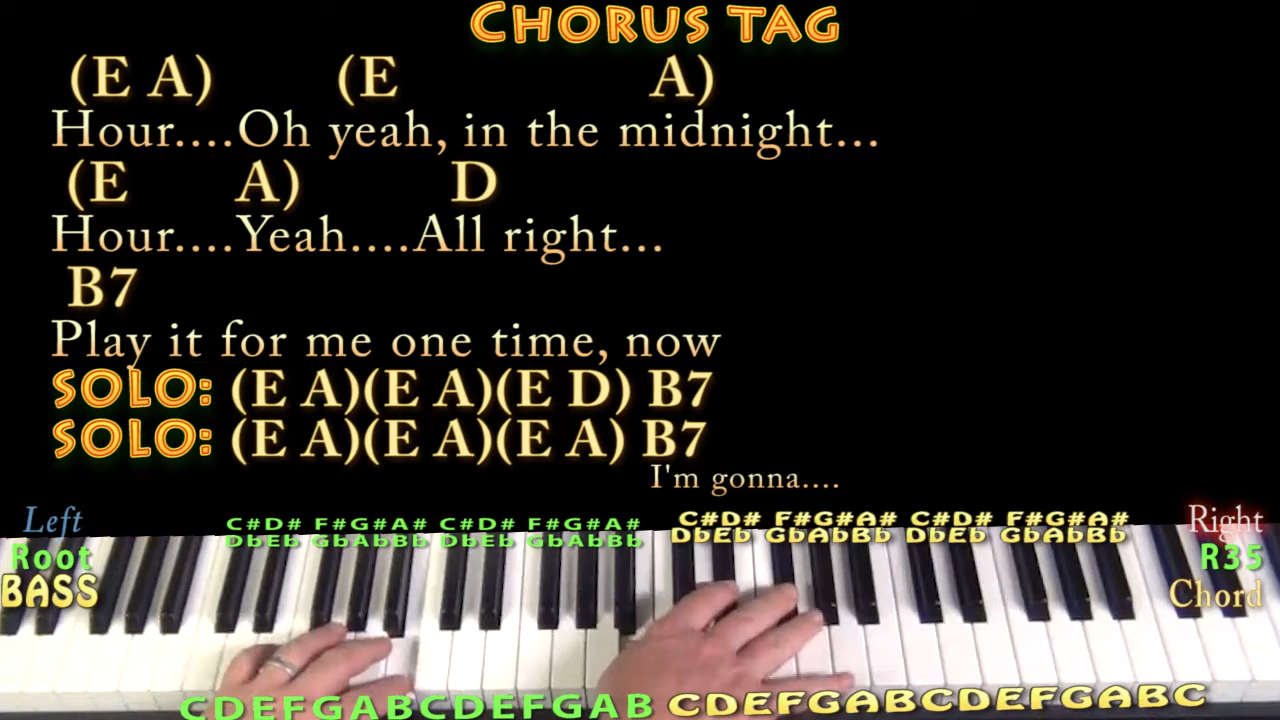 CHORUS TAG
(E A) (E A)
Hour....Oh yeah, in the midnight...
(E A) D
Hour....Yeah....All right...
B7
Play it for me one time, now
SOLO: (E A)(E A)(E D) B7
SOLO: (E A)(E A)(E A) B7
I'm gonna....
Left
Root
BASS
C#D# F#G#A# C#D# F#G#A#
DbEb GbAbBb DbEb GbAbBb
C#D# F#G#A# C#D# F#G#A#
DbEb GbAbBb DbEb GbAbBb
Right
R35
Chord
CDEFGABCDEFGAB
CDEFGABCDEFGABC